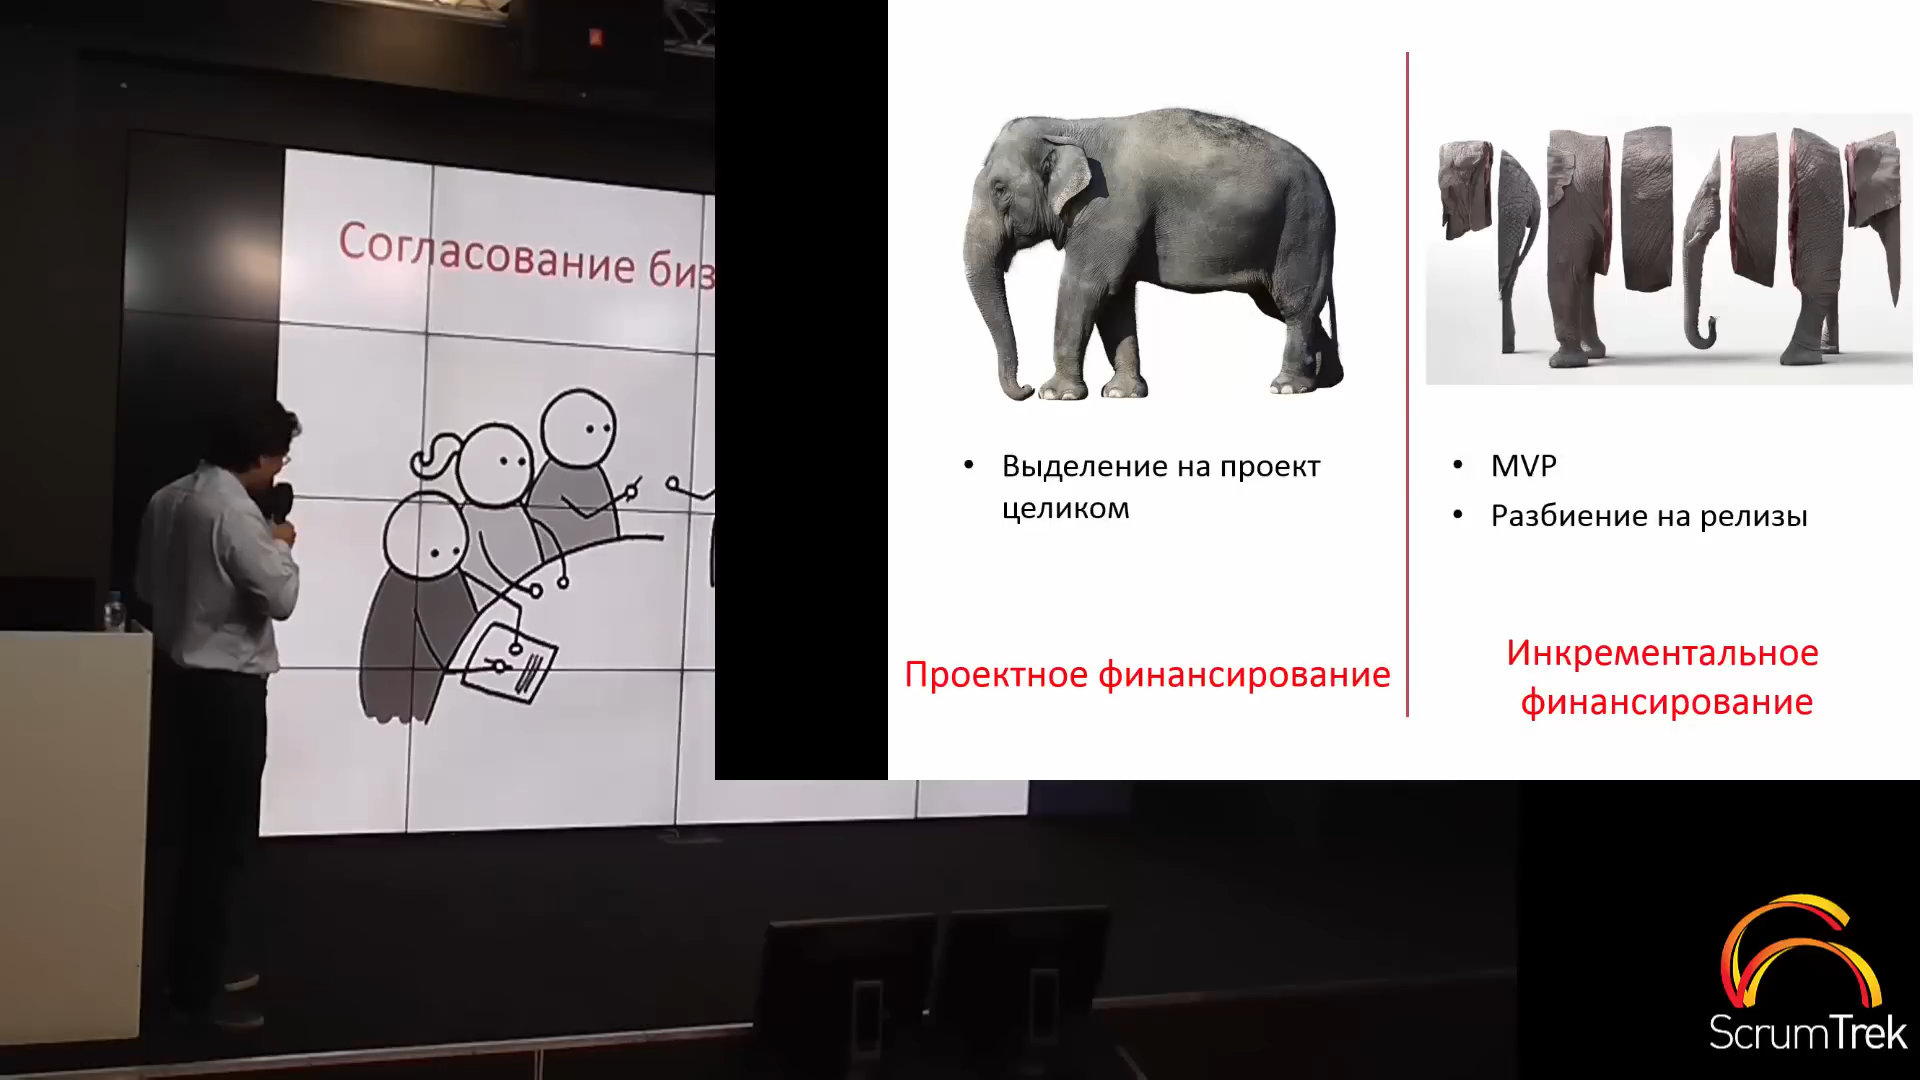 Согласование биз
Выделение на проект
целиком
Проектное финансирование
MVP
Разбиение на релизы
Инкрементальное
финансирование
ScrumTrek